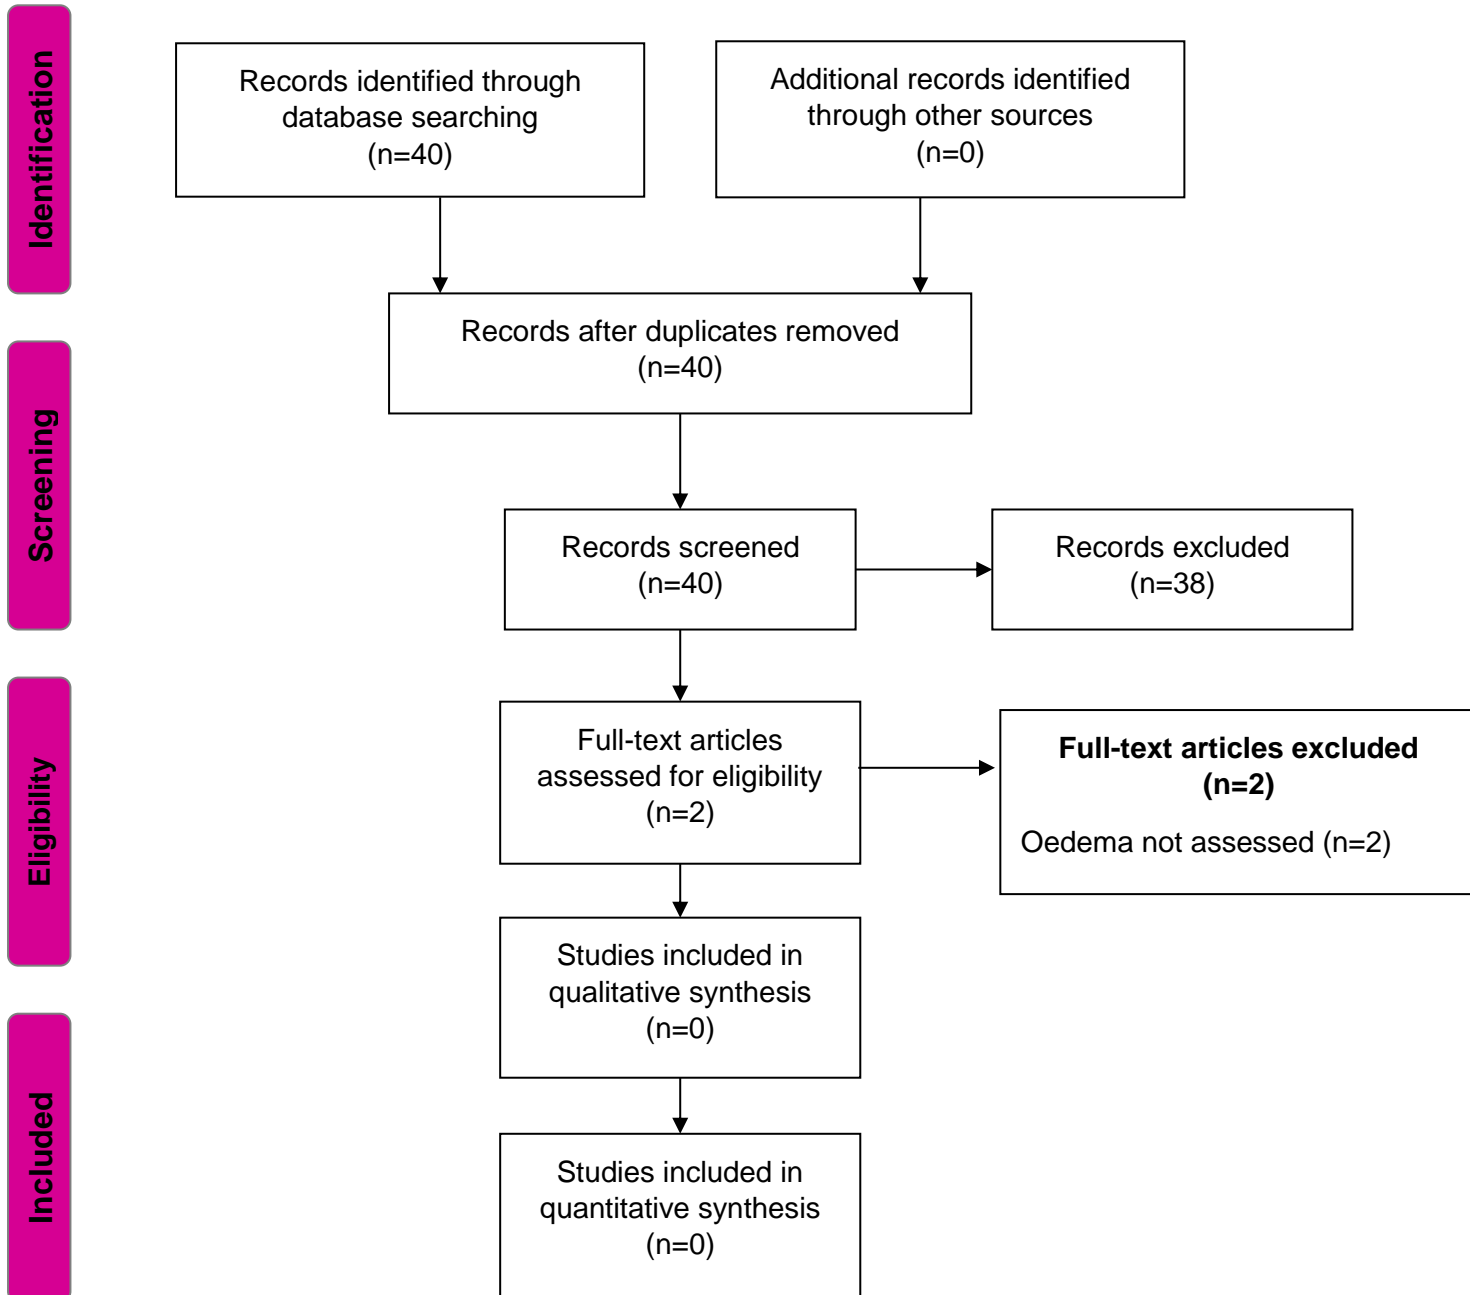 Identification
Records identified through
database searching
(n=40)
Additional records identified
through other sources
(n=0)
Records after duplicates removed
(n=40)
Screening
Records screened
(n=40)
Records excluded
(n=38)
Eligibility
Full-text articles
assessed for eligibility
(n=2)
Full-text articles excluded
(n=2)
Oedema not assessed (n=2)
Studies included in
qualitative synthesis
(n=0)
Included
Studies included in
quantitative synthesis
(n=0)